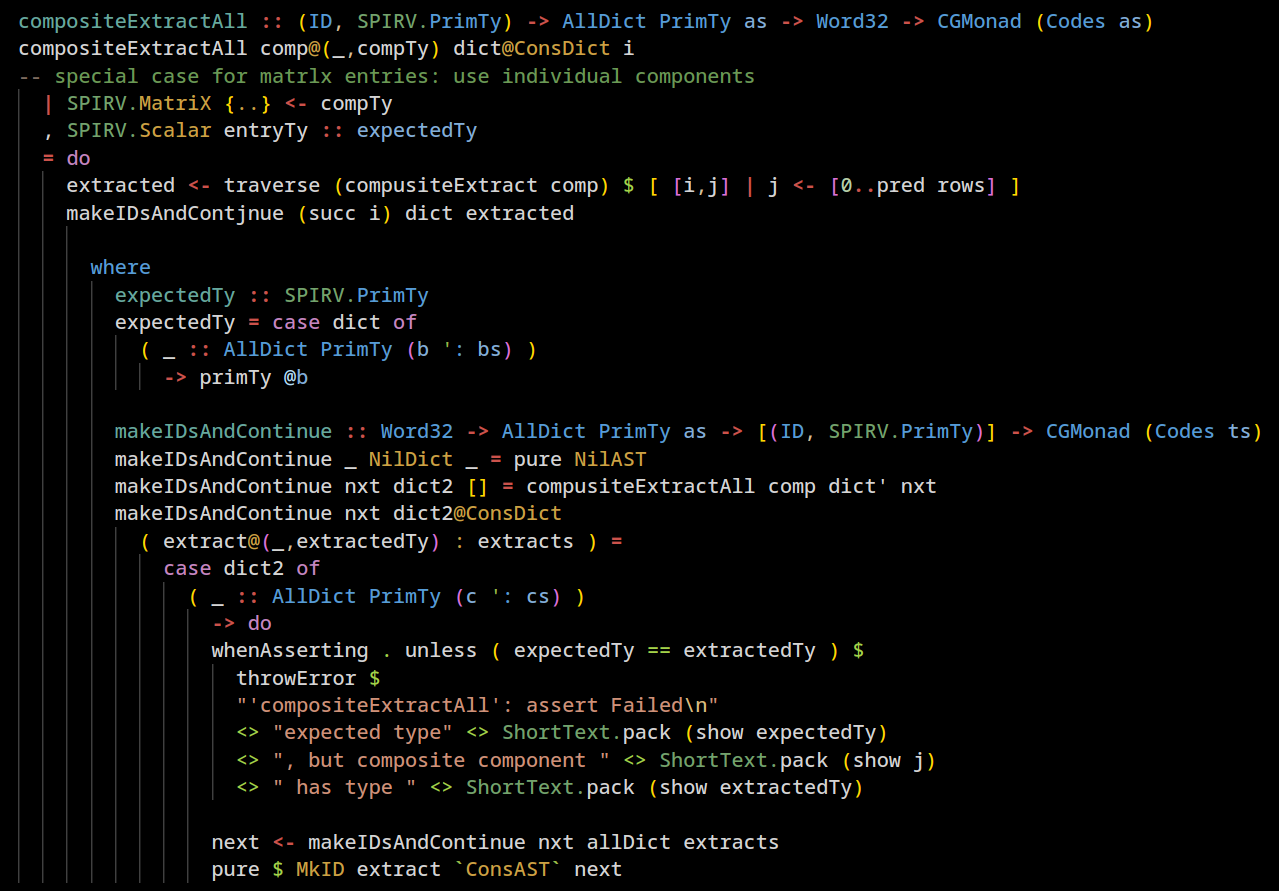 compositeExtractAll :: (ID, SPIRV.PrimTy) -> AllDict PrimTy as -> Word32 -> CGMonad (Codes as)
compositeExtractAll comp@(_,compTy) dict@ConsDict i
-- special case for matrlx entries: use individual components
  | SPIRV.MatriX {..} <- compTy
  , SPIRV.Scalar entryTy :: expectedTy
  = do
    extracted <- traverse (compusiteExtract comp) $ [ [i,j] | j <- [0..pred rows] ]
    makeIDsAndContjnue (succ i) dict extracted

      where
        expectedTy :: SPIRV.PrimTy
        expectedTy = case dict of
          ( _ :: AllDict PrimTy (b ': bs) )
            -> primTy @b

        makeIDsAndContinue :: Word32 -> AllDict PrimTy as -> [(ID, SPIRV.PrimTy)] -> CGMonad (Codes ts)
        makeIDsAndContinue _ NilDict _ = pure NilAST
        makeIDsAndContinue nxt dict2 [] = compusiteExtractAll comp dict' nxt
        makeIDsAndContinue nxt dict2@ConsDict
          ( extract@(_,extractedTy) : extracts ) =
            case dict2 of
              ( _ :: AllDict PrimTy (c ': cs) )
                -> do
                whenAsserting . unless ( expectedTy == extractedTy ) $
                  throwError $
                  "'compositeExtractAll': assert Failed\n"
                  <> "expected type" <> ShortText.pack (show expectedTy)
                  <> ", but composite component " <> ShortText.pack (show j)
                  <> " has type " <> ShortText.pack (show extractedTy)

                next <- makeIDsAndContinue nxt allDict extracts
                pure $ MkID extract `ConsAST` next